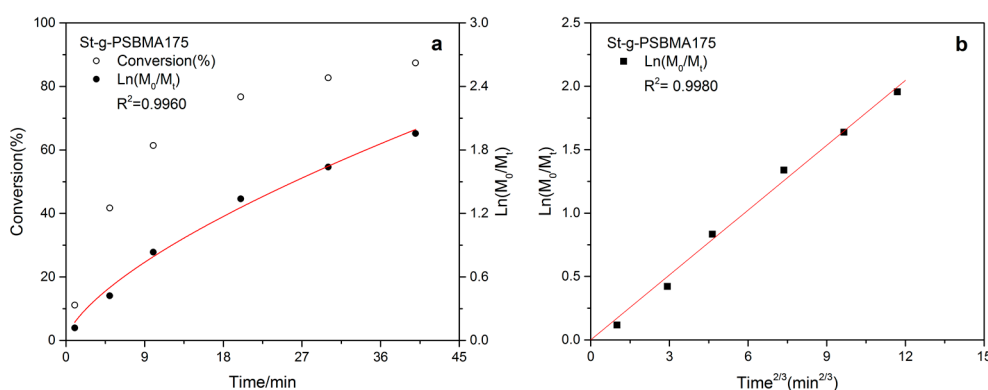 a
St-g-PSBMA175
Conversion(%)
Ln(M0/Mt)
R2=0.9960
100
80
60
40
20
0
Conversion(%)
3.0
2.4
1.8
1.2
0.6
0.0
Ln(M0/Mt)
0 9 18 27 36 45
Time/min
b
St-g-PSBMA175
Ln(M0/Mt)
R2= 0.9980
2.5
2.0
1.5
1.0
0.5
0.0
Ln(M0/Mt)
0 3 6 9 12 15
Time2/3(min2/3)